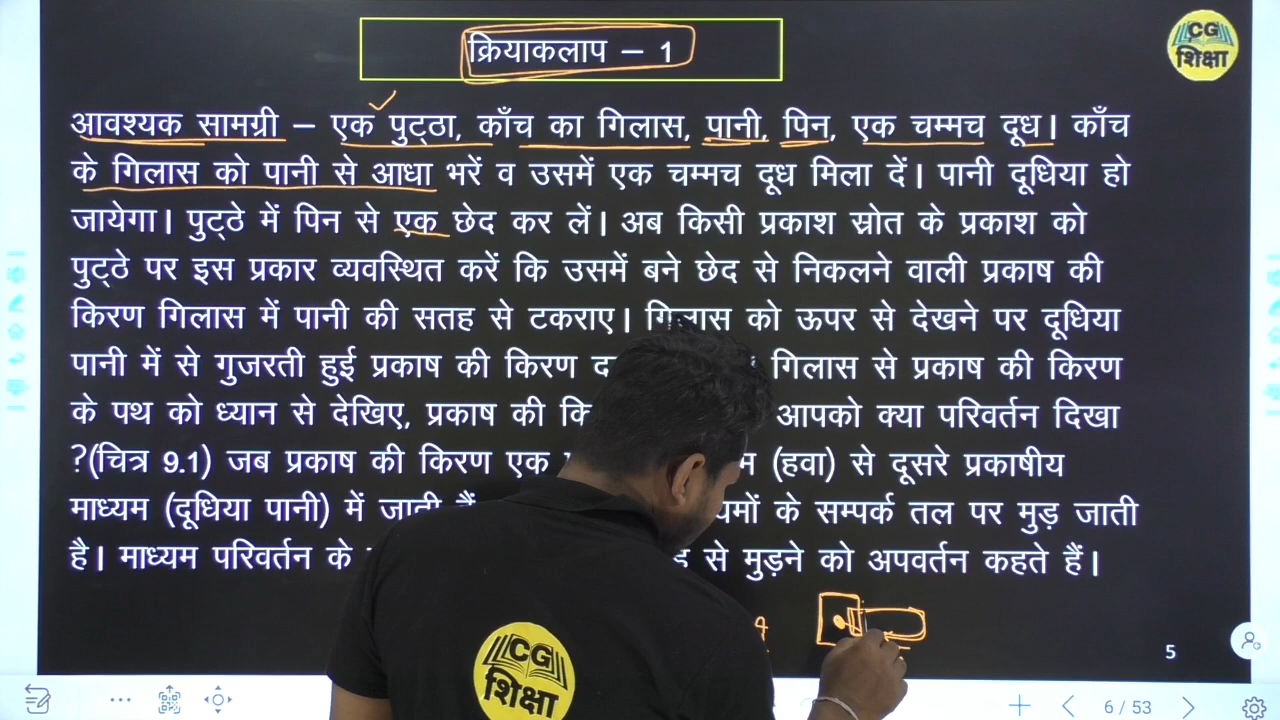 क्रियाकलाप – 1
CG
शिक्षा
आवश्यक सामग्री – एक पुट्ठा, काँच का गिलास, पानी, पिन, एक चम्मच दूध। काँच
के गिलास को पानी से आधा भरें व उसमें एक चम्मच दूध मिला दें। पानी दूधिया हो
जायेगा। पुट्ठे में पिन से एक छेद कर लें। अब किसी प्रकाश स्रोत के प्रकाश को
पुट्ठे पर इस प्रकार व्यवस्थित करें कि उसमें बने छेद से निकलने वाली प्रकाष की
किरण गिलास में पानी की सतह से टकराए। गिलास को ऊपर से देखने पर दूधिया
पानी में से गुजरती हुई प्रकाष की किरण गिलास से प्रकाष की किरण
के पथ को ध्यान से देखिए, प्रकाष की आपको क्या परिवर्तन दिखा
?(चित्र 9.1) जब प्रकाष की किरण एक (हवा) से दूसरे प्रकाषीय
माध्यम (दूधिया पानी) में जाती के सम्पर्क तल पर मुड़ जाती
है। माध्यम परिवर्तन के से मुड़ने को अपवर्तन कहते हैं।
5
CG
शिक्षा
6 / 53